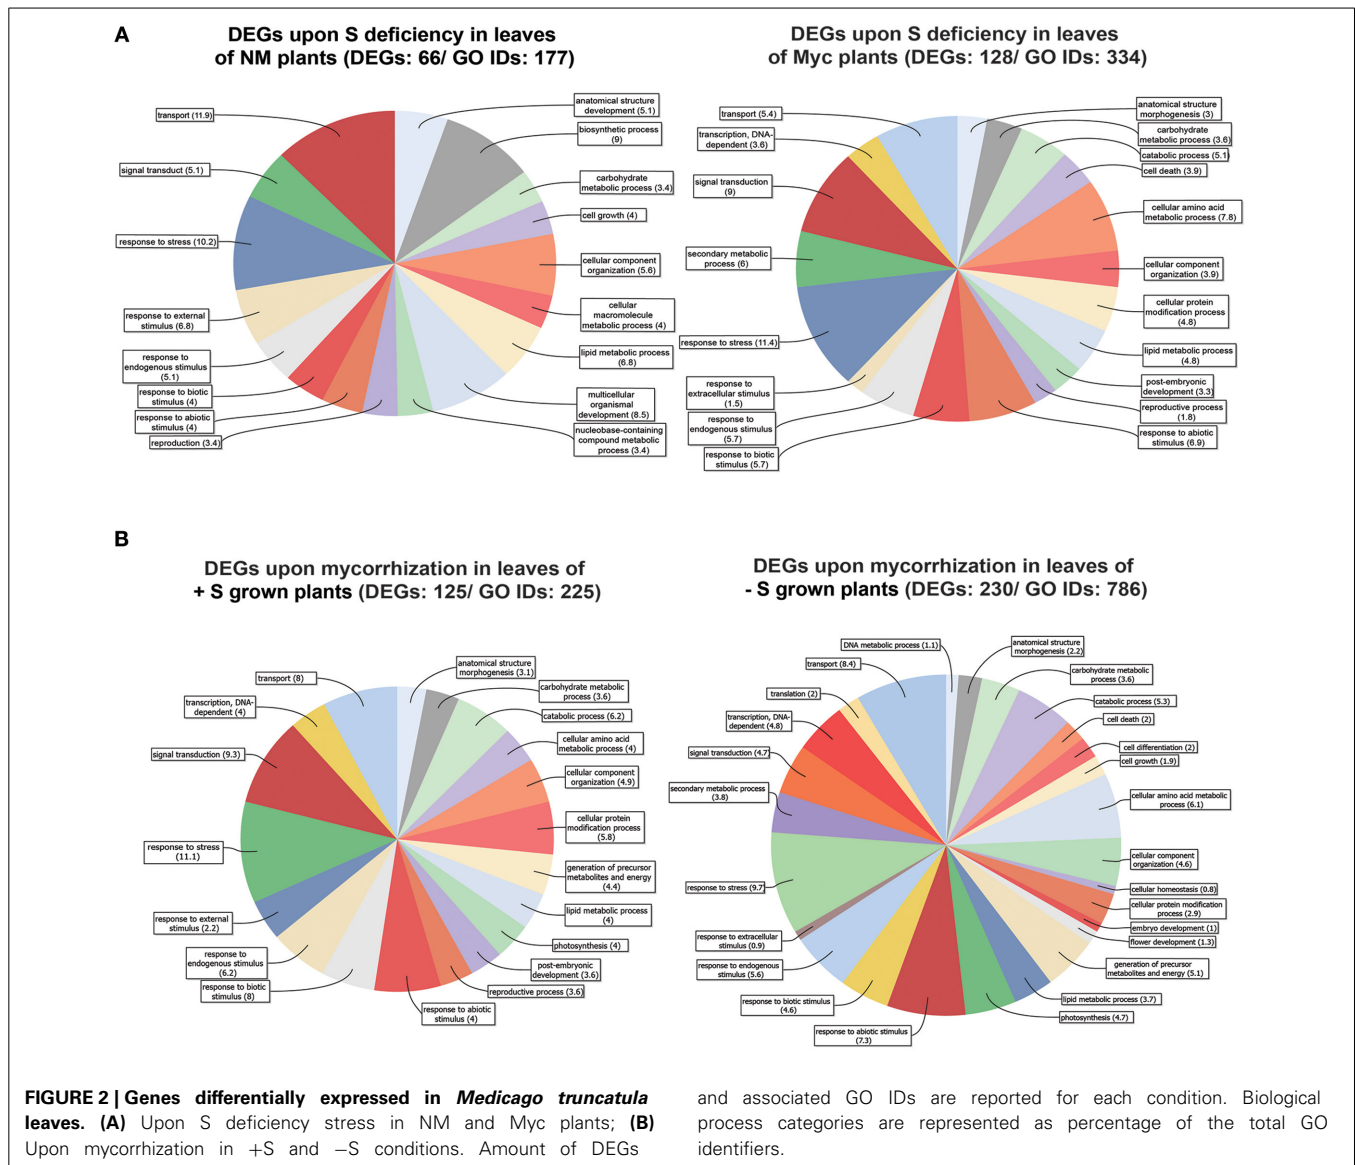 A
DEGs upon S deficiency in leaves
of NM plants (DEGs: 66/ GO IDs: 177)
transport (11.9)
signal transduct (5.1)
response to stress (10.2)
response to external
stimulus (6.8)
response to
endogenous stimulus
(5.1)
response to biotic
stimulus (4)
response to abiotic
stimulus (4)
reproduction (3.4)
anatomical structure
development (5.1)
biosynthetic process
(9)
carbohydrate
metabolic process (3.4)
cell growth (4)
cellular component
organization (5.6)
cellular
macromolecule
metabolic process (4)
lipid metabolic process
(6.8)
multicellular
organismal
development (8.5)
nucleobase-containing
compound metabolic
process (3.4)
DEGs upon S deficiency in leaves
of Myc plants (DEGs: 128/ GO IDs: 334)
transport (5.4)
transcription, DNA-
dependent (3.6)
signal transduction
(9)
secondary metabolic
process (6)
response to stress (11.4)
response to
extracellular stimulus
(1.5)
response to
endogenous stimulus
(5.7)
response to biotic
stimulus (5.7)
anatomical structure
morphogenesis (3)
carbohydrate
metabolic process (3.6)
catabolic process (5.1)
cell death (3.9)
cellular amino acid
metabolic process (7.8)
cellular component
organization (3.9)
cellular protein
modification process
(4.8)
lipid metabolic process
(4.8)
post-embryonic
development (3.3)
reproductive process
(1.8)
response to abiotic
stimulus (6.9)
B
DEGs upon mycorrhization in leaves of
+ S grown plants (DEGs: 125/ GO IDs: 225)
transport (8)
transcription, DNA-
dependent (4)
signal transduction (9.3)
response to stress
(11.1)
response to external
stimulus (2.2)
response to
endogenous stimulus
(6.2)
response to biotic
stimulus (8)
anatomical structure
morphogenesis (3.1)
carbohydrate metabolic
process (3.6)
catabolic process (6.2)
cellular amino acid
metabolic process (4)
cellular component
organization (4.9)
cellular protein
modification process
(5.8)
generation of precursor
metabolites and energy
(4.4)
lipid metabolic process
(4)
photosynthesis (4)
post-embryonic
development (3.6)
reproductive process (3.6)
response to abiotic
stimulus (4)
DEGs upon mycorrhization in leaves of
- S grown plants (DEGs: 230/ GO IDs: 786)
DNA metabolic process (1.1)
transport (8.4)
translation (2)
transcription, DNA-
dependent (4.8)
signal transduction (4.7)
secondary metabolic process
(3.8)
response to stress (9.7)
response to extracellular
stimulus (0.9)
response to endogenous
stimulus (5.6)
response to biotic stimulus
(4.6)
response to abiotic stimulus
(7.3)
anatomical structure
morphogenesis (2.2)
carbohydrate metabolic
process (3.6)
catabolic process (5.3)
cell death (2)
cell differentiation (2)
cell growth (1.9)
cellular amino acid metabolic
process (6.1)
cellular component
organization (4.6)
cellular homeostasis (0.8)
cellular protein modification
process (2.9)
embryo development (1)
flower development (1.3)
generation of precursor
metabolites and energy (5.1)
lipid metabolic process (3.7)
photosynthesis (4.7)
FIGURE 2 | Genes differentially expressed in Medicago truncatula
leaves. (A) Upon S deficiency stress in NM and Myc plants; (B)
Upon mycorrhization in +S and −S conditions. Amount of DEGs
and associated GO IDs are reported for each condition. Biological
process categories are represented as percentage of the total GO
identifiers.